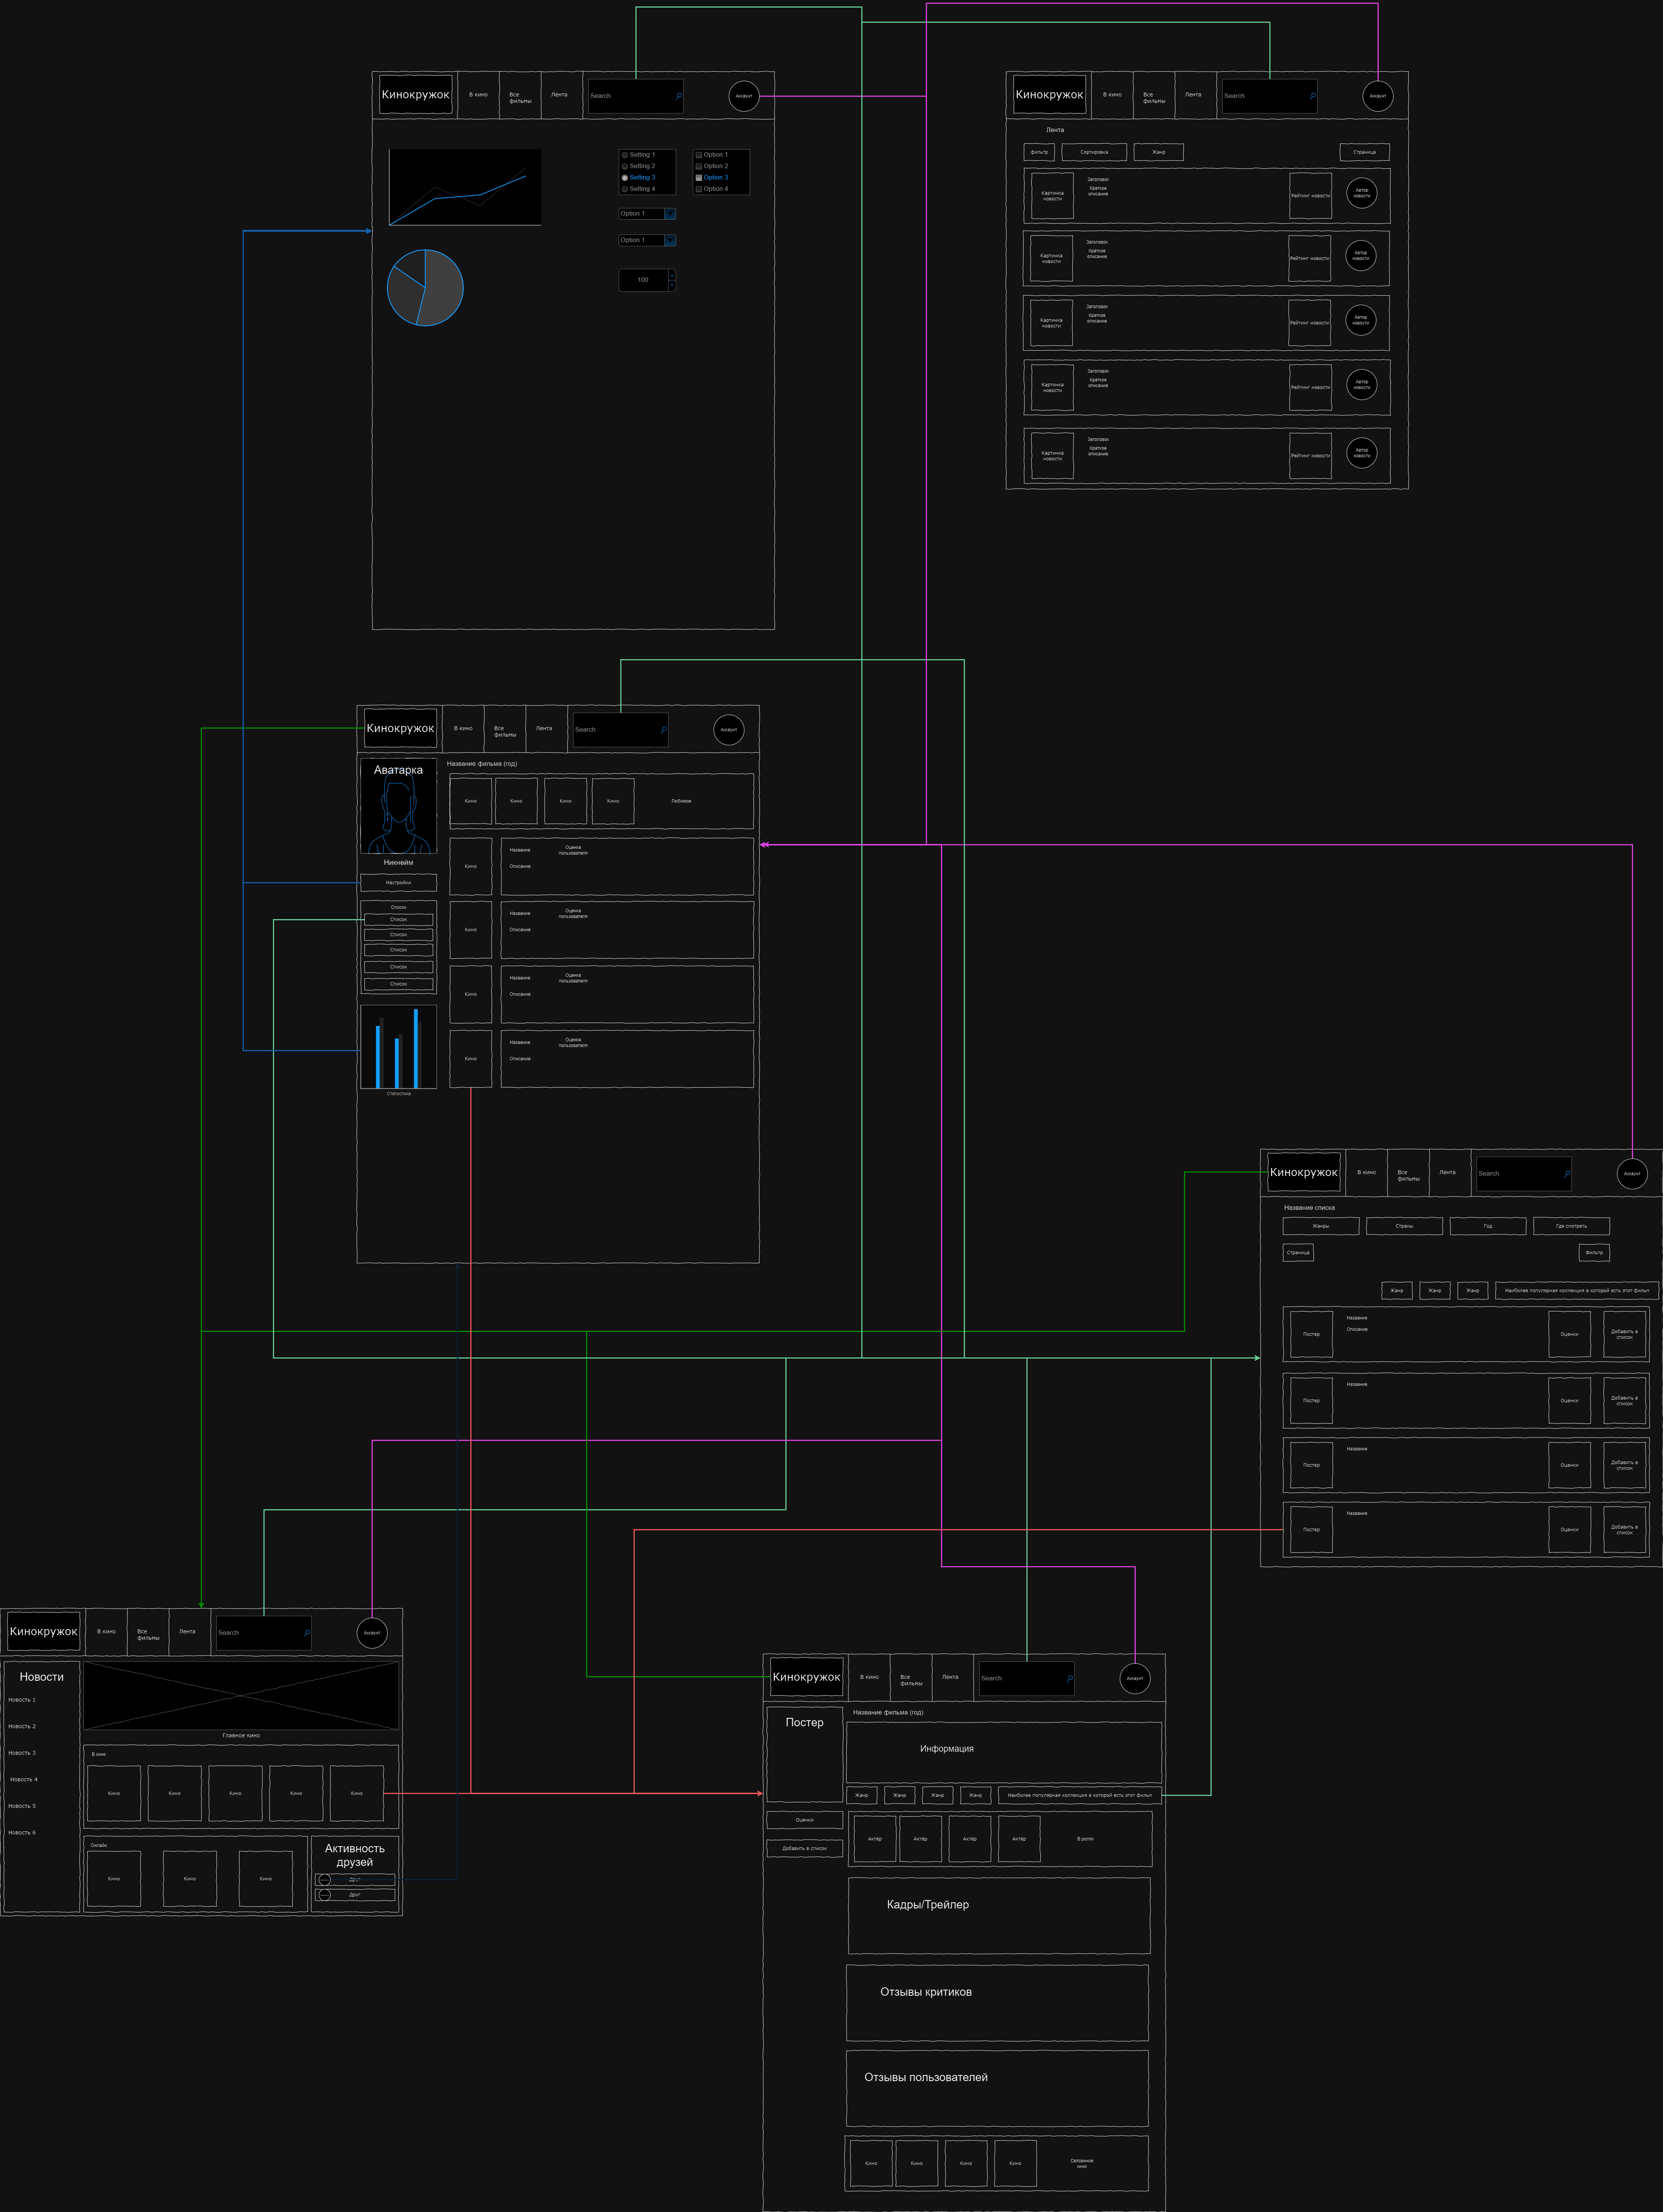 Кинокружок
В кино
Все
фильмы
Лента
Search
Аккаунт
Setting 1
Setting 2
Setting 3
Setting 4
Option 1
Option 2
Option 3
Option 4
Option 1
Option 1
100
Кинокружок
В кино
Все
фильмы
Лента
Search
Аккаунт
Лента
фильтр
Сортировка
Жанр
Страница
Картинка
новости
Заголовок
Краткое
описание
Рейтинг новости
Автор
новости
Картинка
новости
Заголовок
Краткое
описание
Рейтинг новости
Автор
новости
Картинка
новости
Заголовок
Краткое
описание
Рейтинг новости
Автор
новости
Картинка
новости
Заголовок
Краткое
описание
Рейтинг новости
Автор
новости
Картинка
новости
Заголовок
Краткое
описание
Рейтинг новости
Автор
новости
Кинокружок
В кино
Все
фильмы
Лента
Search
Аккаунт
Аватарка
Никнейм
Настройки
Списки
Список
Список
Список
Список
Список
Статистика
Название фильма (год)
Кино
Кино
Кино
Кино
Любимое
Кино
Название
Оценка
пользователя
Описание
Кино
Название
Оценка
пользователя
Описание
Кино
Название
Оценка
пользователя
Описание
Кино
Название
Оценка
пользователя
Описание
Кинокружок
В кино
Все
фильмы
Лента
Search
Аккаунт
Название списка
Жанры
Страны
Год
Где смотреть
Страница
Фильтр
Жанр
Жанр
Жанр
Наиболее популярная коллекция в которой есть этот фильм
Постер
Название
Описание
Оценки
Добавить в
список
Постер
Название
Оценки
Добавить в
список
Постер
Название
Оценки
Добавить в
список
Постер
Название
Оценки
Добавить в
список
Кинокружок
В кино
Все
фильмы
Лента
Search
Аккаунт
Новости
Новость 1
Новость 2
Новость 3
Новость 4
Новость 5
Новость 6
Главное кино
В кино
Кино
Кино
Кино
Кино
Кино
Онлайн
Кино
Кино
Кино
Активность
друзей
Друг
Друг
Кинокружок
В кино
Все
фильмы
Лента
Search
Аккаунт
Постер
Оценки
Добавить в список
Название фильма (год)
Информация
Жанр
Жанр
Жанр
Жанр
Наиболее популярная коллекция в которой есть этот фильм
Актёр
Актёр
Актёр
Актёр
В ролях
Кадры/Трейлер
Отзывы критиков
Отзывы пользователей
Кино
Кино
Кино
Кино
Связанное
кино